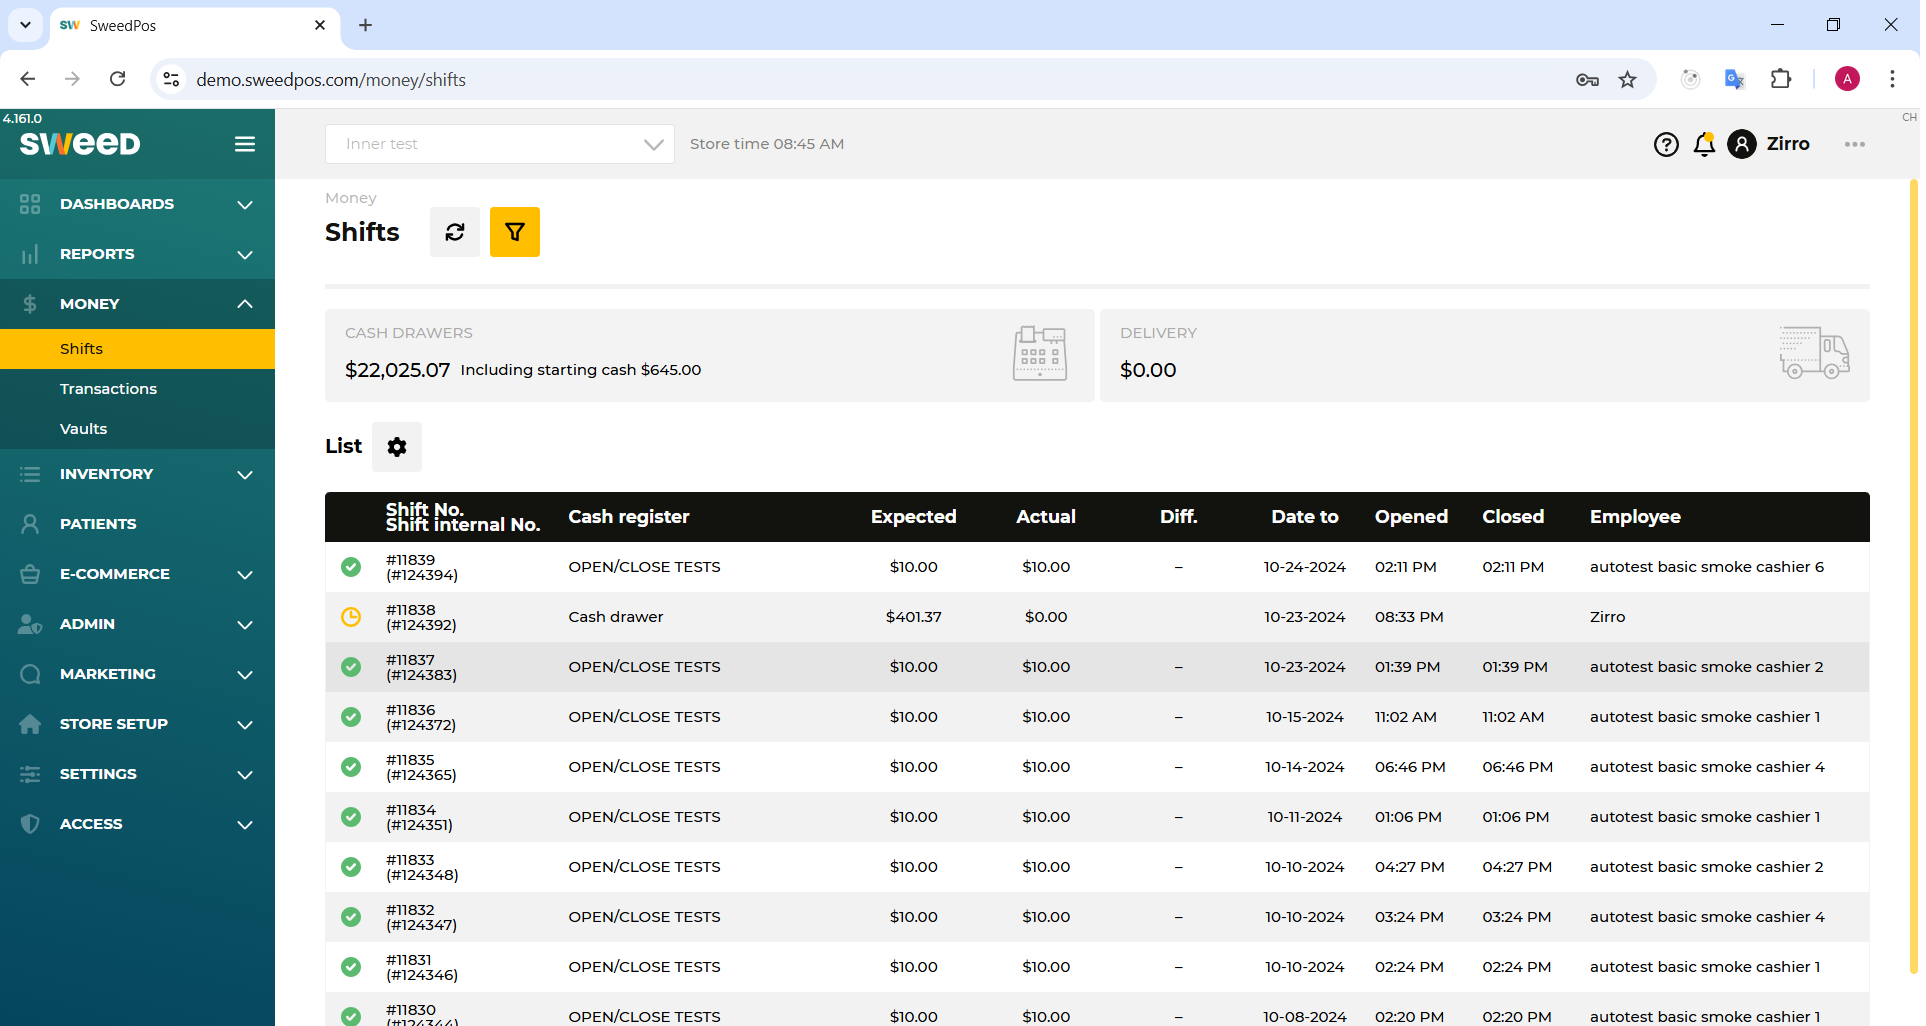 SweedPos
demo.sweedpos.com/money/shifts
A
4.161.0
SWEED
Inner test
Store time 08:45 AM
Zirro
CH
DASHBOARDS
REPORTS
MONEY
Shifts
Transactions
Vaults
INVENTORY
PATIENTS
E-COMMERCE
ADMIN
MARKETING
STORE SETUP
SETTINGS
ACCESS
Money
Shifts
CASH DRAWERS
$22,025.07 Including starting cash $645.00
DELIVERY
$0.00
List
Shift No.
Shift internal No. Cash register Expected Actual Diff. Date to Opened Closed Employee
#11839
(#124394) OPEN/CLOSE TESTS $10.00 $10.00 – 10-24-2024 02:11 PM 02:11 PM autotest basic smoke cashier 6
#11838
(#124392) Cash drawer $401.37 $0.00 10-23-2024 08:33 PM Zirro
#11837
(#124383) OPEN/CLOSE TESTS $10.00 $10.00 – 10-23-2024 01:39 PM 01:39 PM autotest basic smoke cashier 2
#11836
(#124372) OPEN/CLOSE TESTS $10.00 $10.00 – 10-15-2024 11:02 AM 11:02 AM autotest basic smoke cashier 1
#11835
(#124365) OPEN/CLOSE TESTS $10.00 $10.00 – 10-14-2024 06:46 PM 06:46 PM autotest basic smoke cashier 4
#11834
(#124351) OPEN/CLOSE TESTS $10.00 $10.00 – 10-11-2024 01:06 PM 01:06 PM autotest basic smoke cashier 1
#11833
(#124348) OPEN/CLOSE TESTS $10.00 $10.00 – 10-10-2024 04:27 PM 04:27 PM autotest basic smoke cashier 2
#11832
(#124347) OPEN/CLOSE TESTS $10.00 $10.00 – 10-10-2024 03:24 PM 03:24 PM autotest basic smoke cashier 4
#11831
(#124346) OPEN/CLOSE TESTS $10.00 $10.00 – 10-10-2024 02:24 PM 02:24 PM autotest basic smoke cashier 1
#11830
(#124344) OPEN/CLOSE TESTS $10.00 $10.00 – 10-08-2024 02:20 PM 02:20 PM autotest basic smoke cashier 1